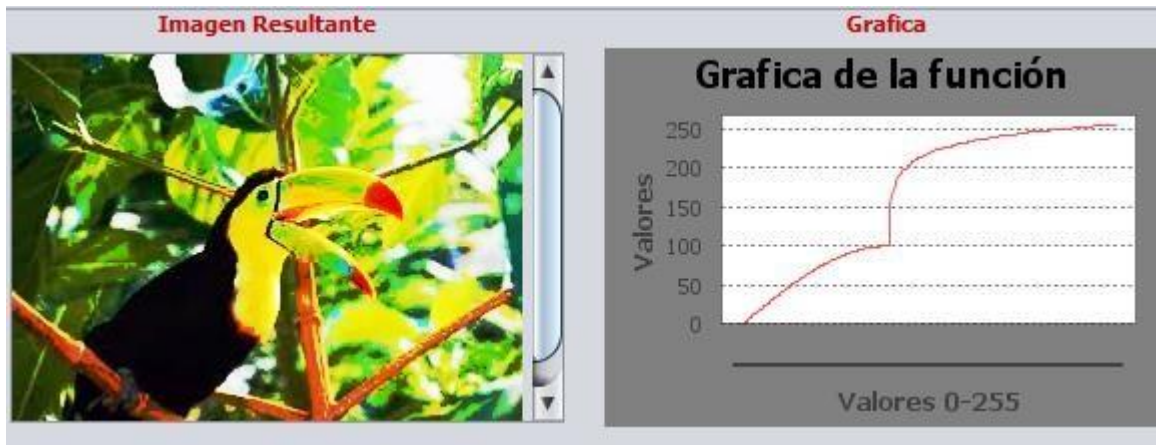 Imagen Resultante
Grafica
Grafica de la función
Valores
250
200
150
100
50
0
Valores 0-255